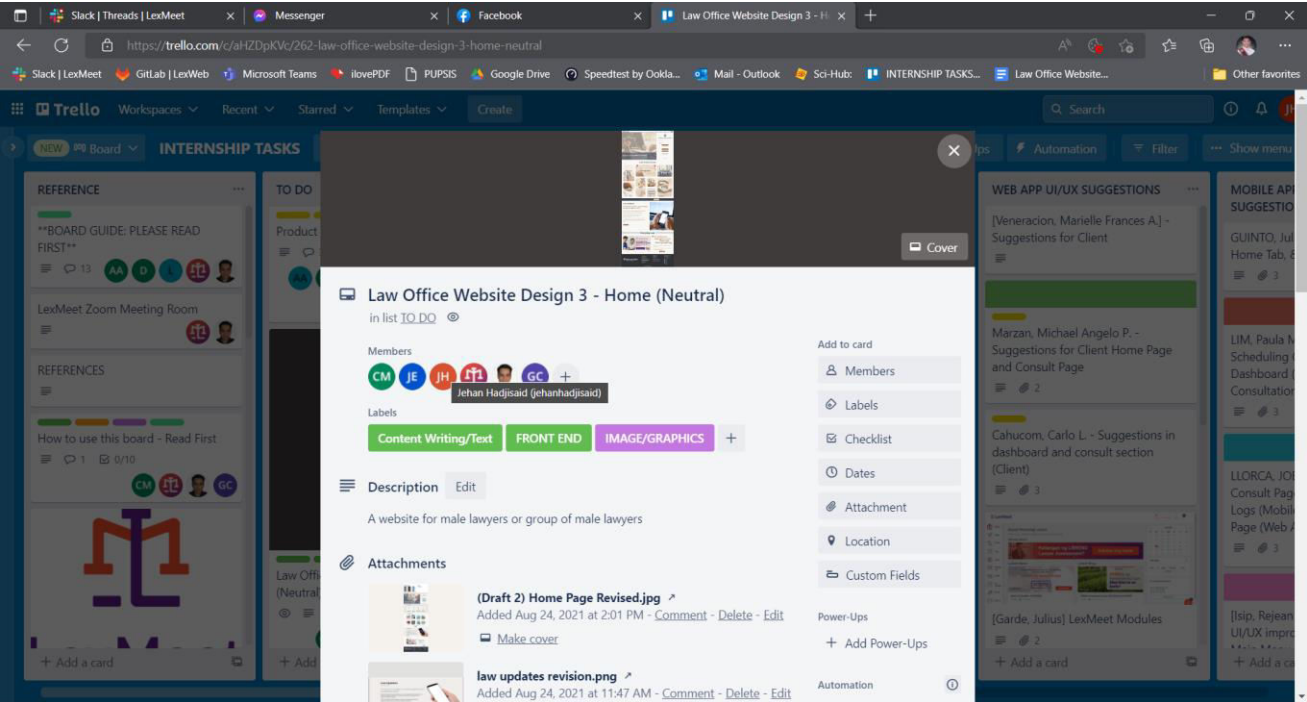 Slack | Threads | LexMeet
Messenger
Facebook
Law Office Website Design 3 - H
https://trello.com/c/aHZDpKVc/262-law-office-website-design-3-home-neutral
Slack | LexMeet
GitLab | LexWeb
Microsoft Teams
ilovePDF
PUPSIS
Google Drive
Speedtest by Ookla...
Mail - Outlook
Sci-Hub:
INTERNSHIP TASKS...
Law Office Website...
Other favorites
Trello
Workspaces
Recent
Starred
Templates
Create
Search
JH
NEW
Board
INTERNSHIP TASKS
Ups
Automation
Filter
Show menu
REFERENCE
**BOARD GUIDE: PLEASE READ
FIRST**
13
AA
D
L
LexMeet Zoom Meeting Room
REFERENCES
How to use this board - Read First
1
0/10
CM
GC
+ Add a card
TO DO
Product
AA
Law Offi
(Neutral
+ Add
Cover
Law Office Website Design 3 - Home (Neutral)
in list TO DO
Members
CM
JE
JH
GC
+
Jehan Hadjisaid (jehanhadjisaid)
Labels
Content Writing/Text
FRONT END
IMAGE/GRAPHICS
+
Description
Edit
A website for male lawyers or group of male lawyers
Attachments
(Draft 2) Home Page Revised.jpg
Added Aug 24, 2021 at 2:01 PM - Comment - Delete - Edit
Make cover
law updates revision.png
Added Aug 24, 2021 at 11:47 AM - Comment - Delete - Edit
Add to card
Members
Labels
Checklist
Dates
Attachment
Location
Custom Fields
Power-Ups
+ Add Power-Ups
Automation
WEB APP UI/UX SUGGESTIONS
[Veneracion, Marielle Frances A.] -
Suggestions for Client
Marzan, Michael Angelo P. -
Suggestions for Client Home Page
and Consult Page
2
Cahucom, Carlo L. - Suggestions in
dashboard and consult section
(Client)
3
[Garde, Julius] LexMeet Modules
2
+ Add a card
MOBILE AP
SUGGESTIO
GUINTO, Jul
Home Tab, &
3
LIM, Paula M
Scheduling
Dashboard (
Consultation
3
LLORCA, JO
Consult Pag
Logs (Mobil
Page (Web A
3
[Isip, Rejean
UI/UX impro
+ Add a ca